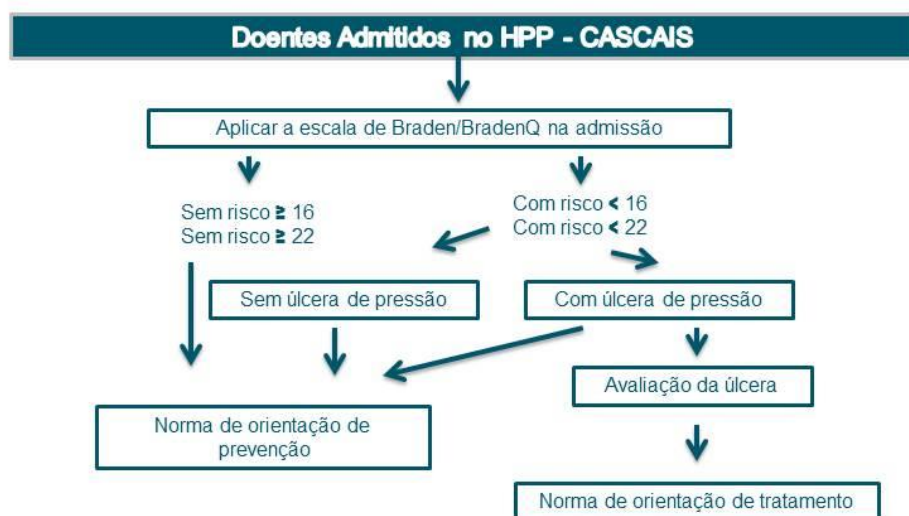 Doentes Admitidos no HPP - CASCAIS
Aplicar a escala de Braden/BradenQ na admissão
Sem risco ≥ 16
Sem risco ≥ 22
Com risco < 16
Com risco < 22
Sem úlcera de pressão
Com úlcera de pressão
Avaliação da úlcera
Norma de orientação de
prevenção
Norma de orientação de tratamento